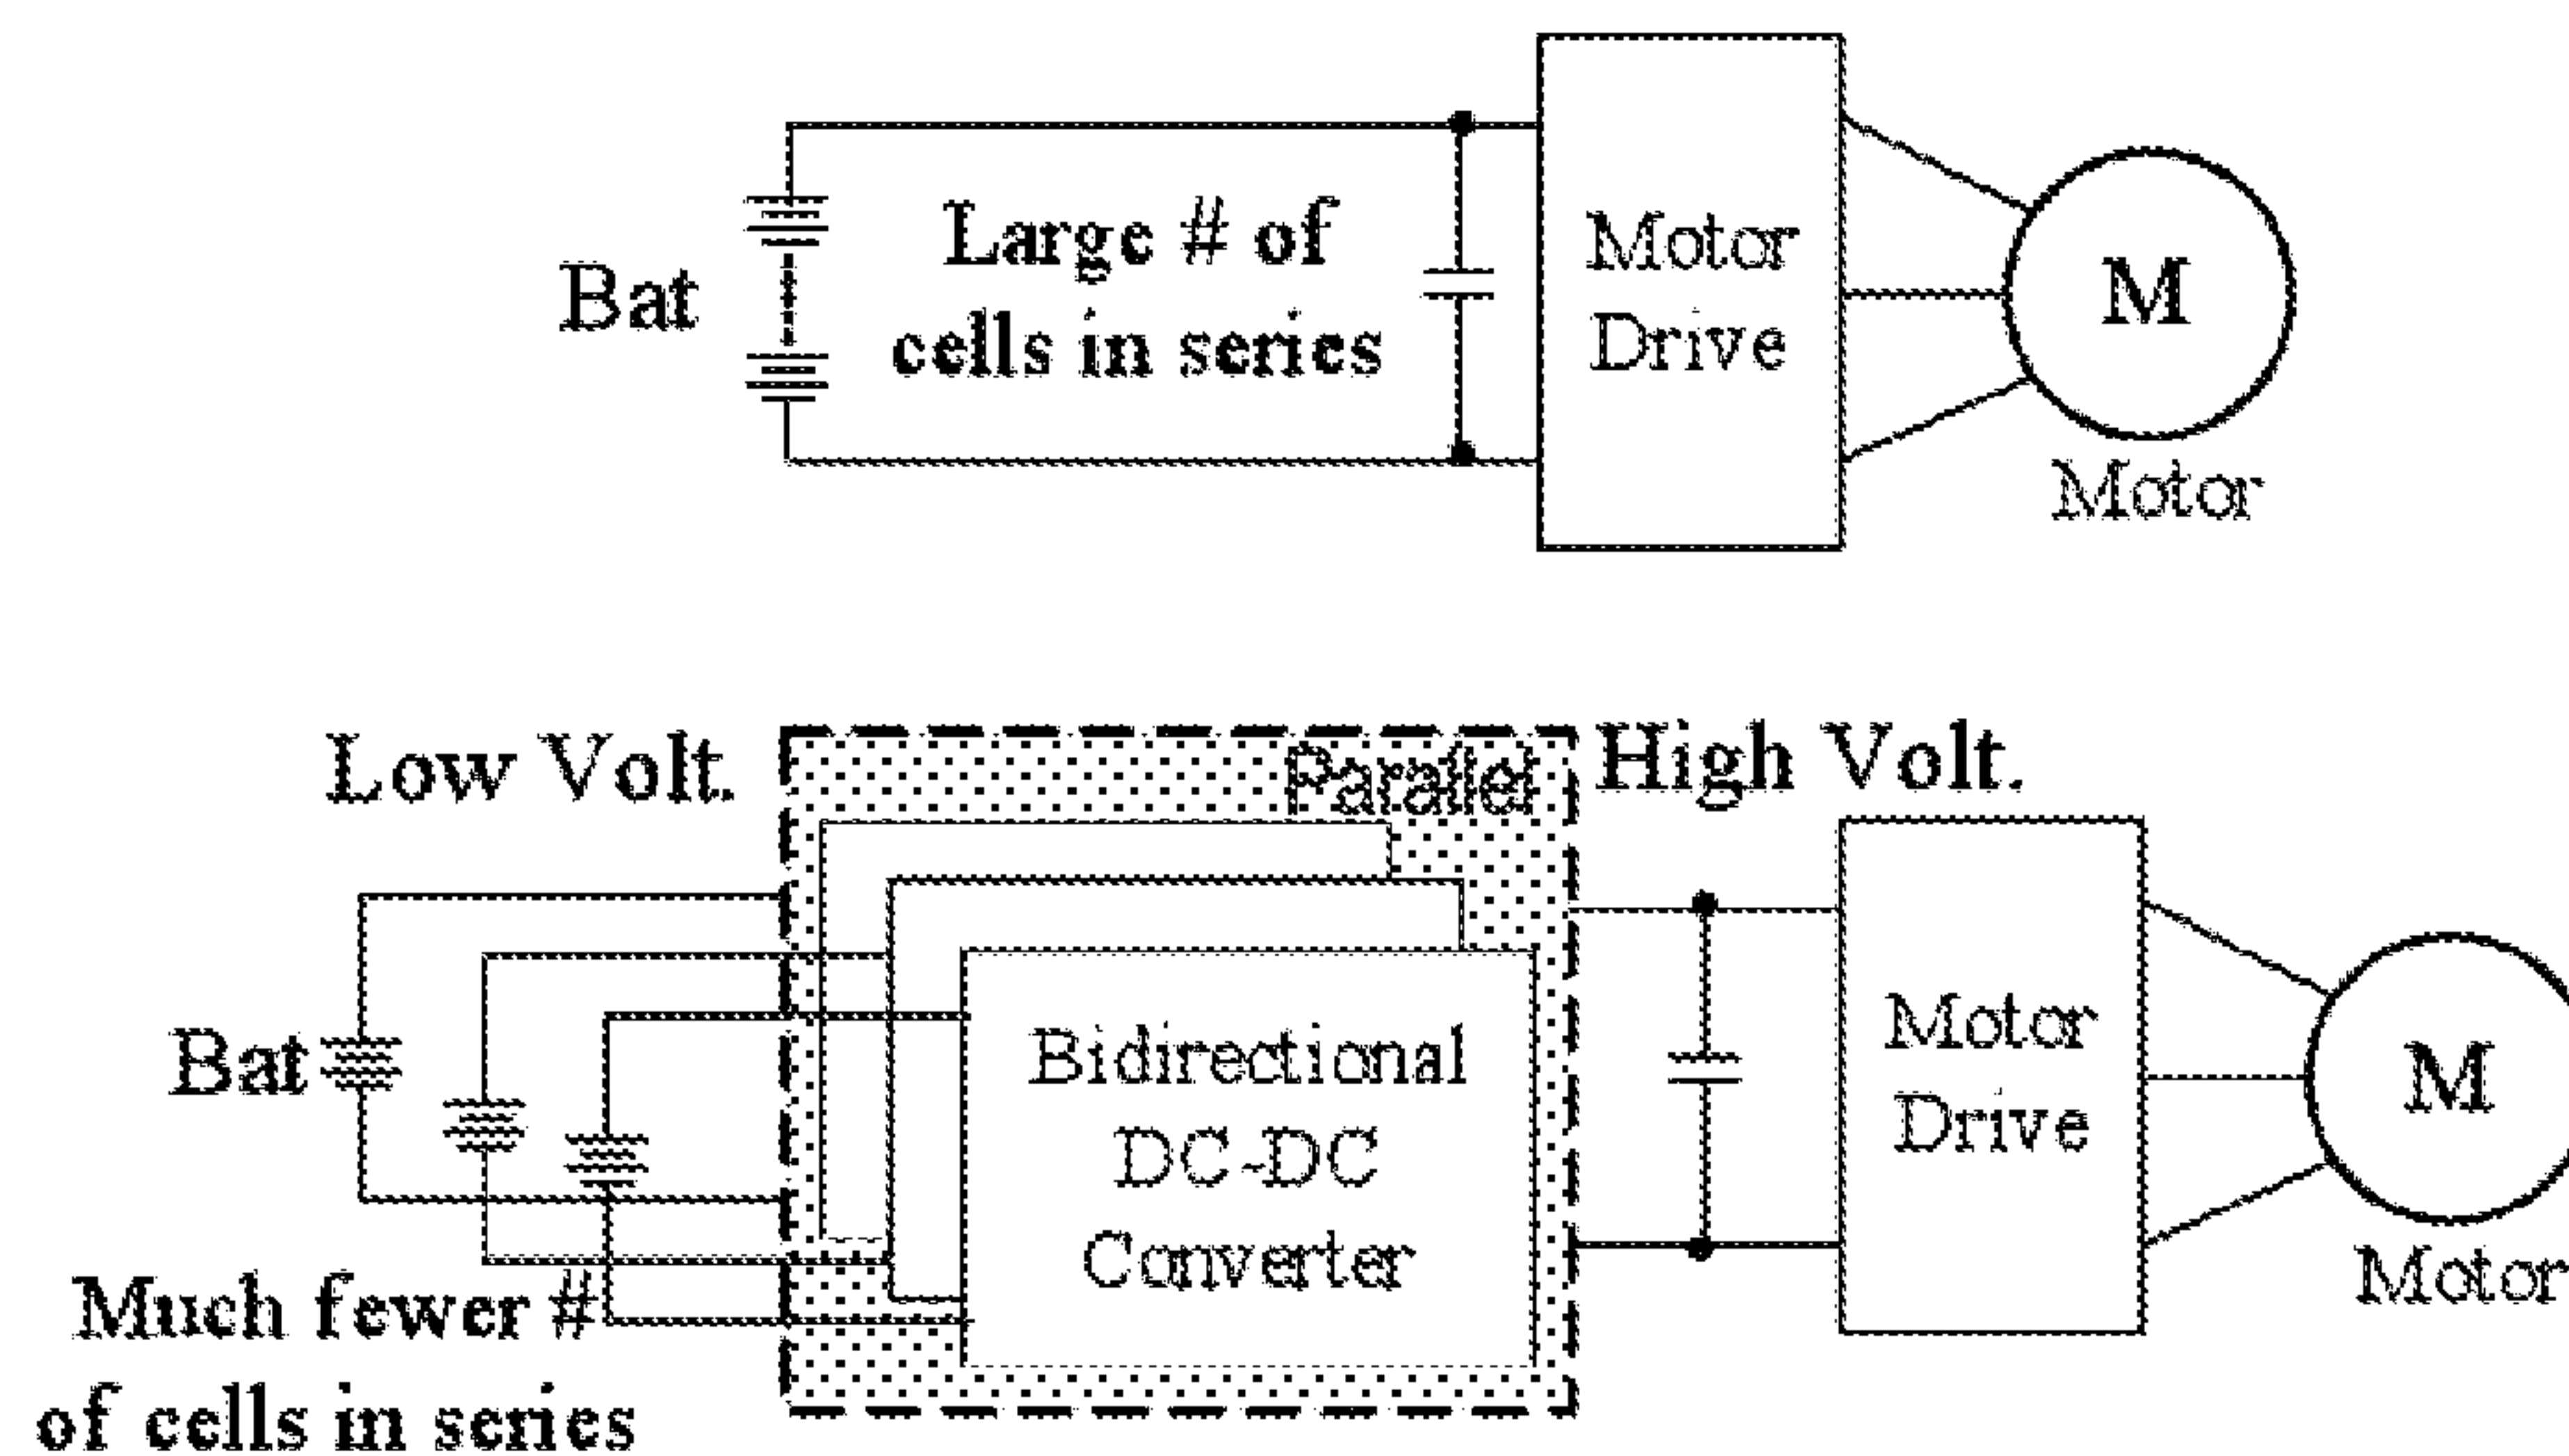 Bat
Large # of
cells in series
Motor
Drive
M
Motor
Low Volt.
Parallel
High Volt.
Bat
Bidirectional
DC-DC
Converter
Motor
Drive
M
Motor
Much fewer #
of cells in series